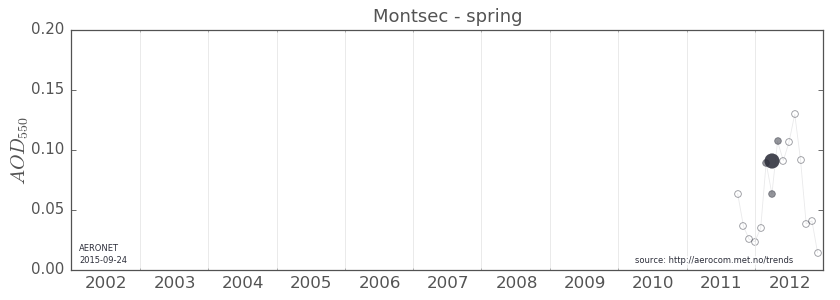 Montsec - spring
0.20
0.15
0.10
0.05
0.00
AOD550
AERONET
2015-09-24
source: http://aerocom.met.no/trends
2002 2003 2004 2005 2006 2007 2008 2009 2010 2011 2012